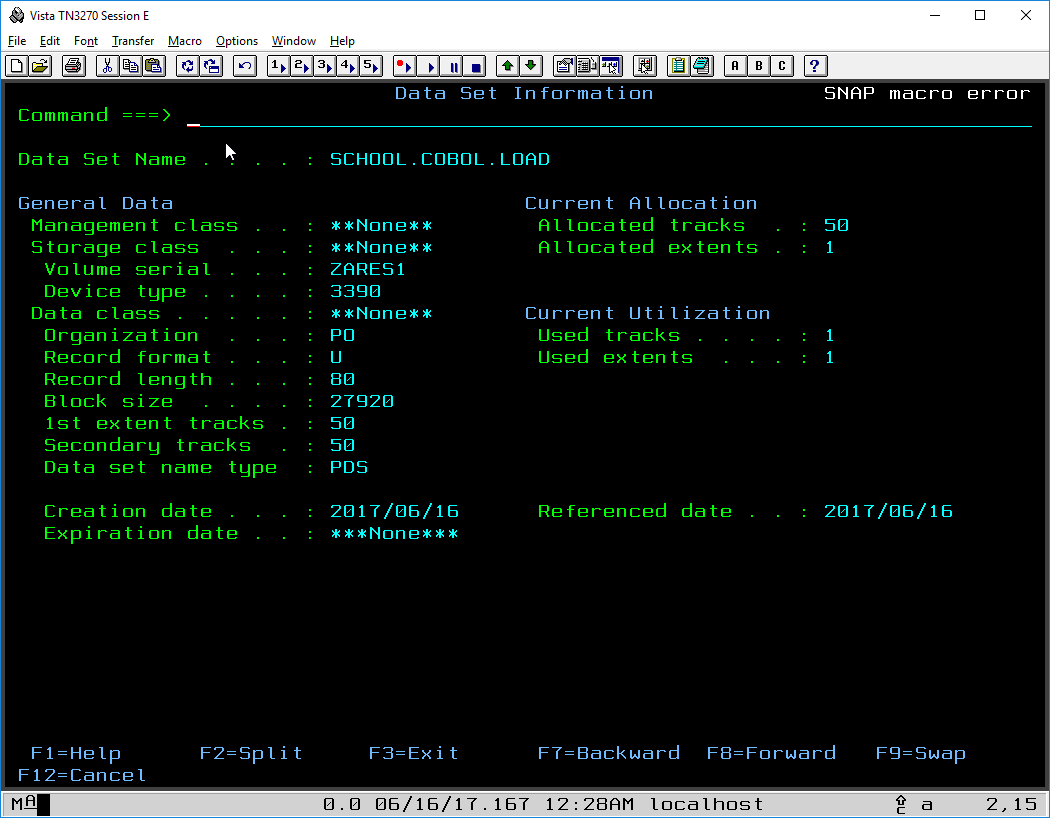 Vista TN3270 Session E
File Edit Font Transfer Macro Options Window Help
1 2 3 4 5 A B C ?
Data Set Information SNAP macro error
Command ===>
Data Set Name . . . . : SCHOOL.COBOL.LOAD
General Data Current Allocation
Management class . . : **None** Allocated tracks . : 50
Storage class . . . : **None** Allocated extents . : 1
Volume serial . . . : ZARES1
Device type . . . . : 3390
Data class . . . . . : **None** Current Utilization
Organization . . . : PO Used tracks . . . . : 1
Record format . . . : U Used extents . . . : 1
Record length . . . : 80
Block size . . . . : 27920
1st extent tracks . : 50
Secondary tracks . : 50
Data set name type : PDS
Creation date . . . : 2017/06/16 Referenced date . . : 2017/06/16
Expiration date . . : ***None***
F1=Help F2=Split F3=Exit F7=Backward F8=Forward F9=Swap
F12=Cancel
MA 0.0 06/16/17.167 12:28AM localhost a 2,15